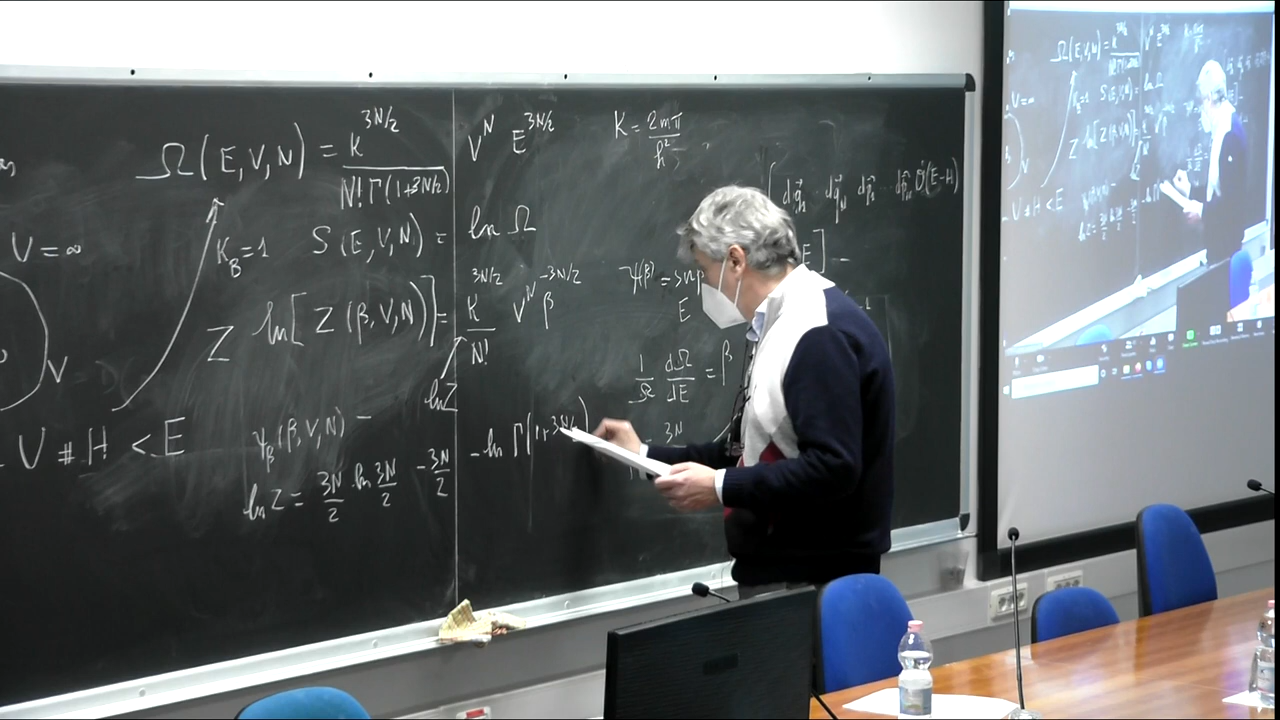 Ω(E,V,N) = K^{3N/2} / N! Γ(1+3N/2) V^N E^{3N/2}
K = 2mπ / h²
dq⃗_1 dq⃗_N dp⃗_1 dp⃗_N (E-H)
V = ∞
K_B = 1
S(E,V,N) = ln Ω
Z
ln[Z(β,V,N)] = K^{3N/2} / N! V^N β^{-3N/2}
ψ(β) = sup
E
E] -
V
ln Z
1/Ω dΩ/dE = β
U # H < E
ψ_B(β,V,N) -
ln Z = 3N/2 · ln 3N/2 - 3N/2 - ln Γ(1+3N/2)
3N